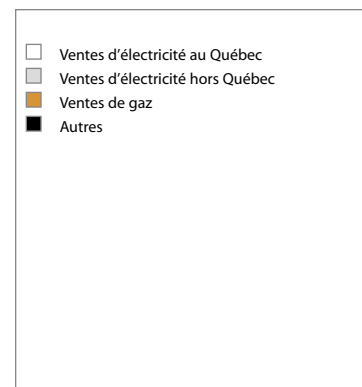 Ventes d’électricité au Québec
Ventes d’électricité hors Québec
Ventes de gaz
Autres